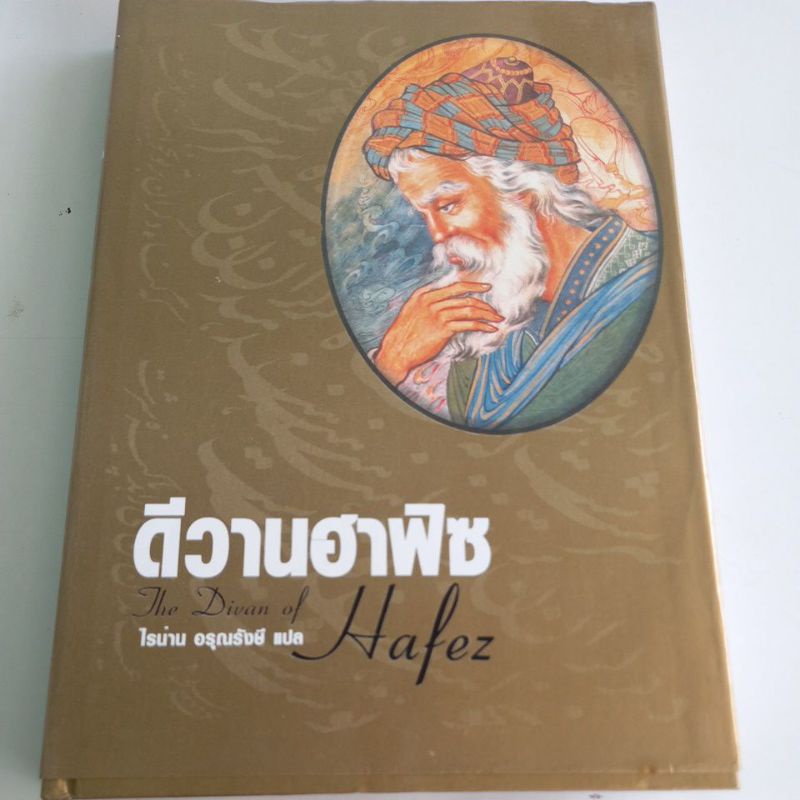 ดีวานฮาฟิซ
The Divan of
Hafez
ไรน่าน อรุณรังษี แปล